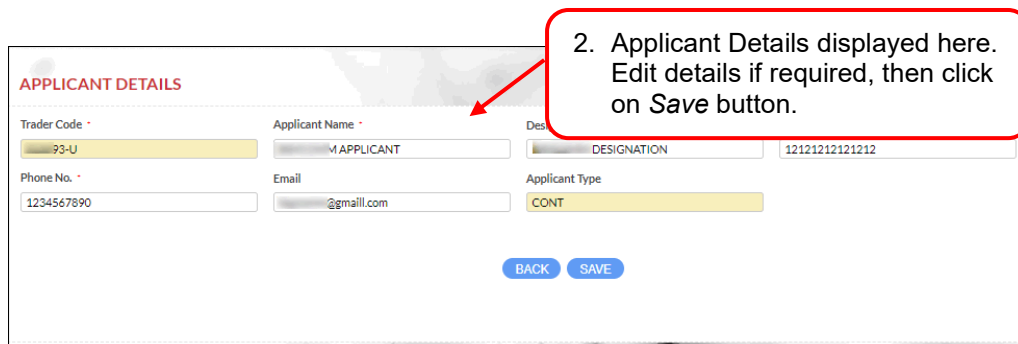 2. Applicant Details displayed here.
Edit details if required, then click
on Save button.
APPLICANT DETAILS
Trader Code *
Applicant Name *
93-U
APPLICANT
DESIGNATION
12121212121212
Phone No. *
Email
Applicant Type
1234567890
@gmaill.com
CONT
BACK
SAVE